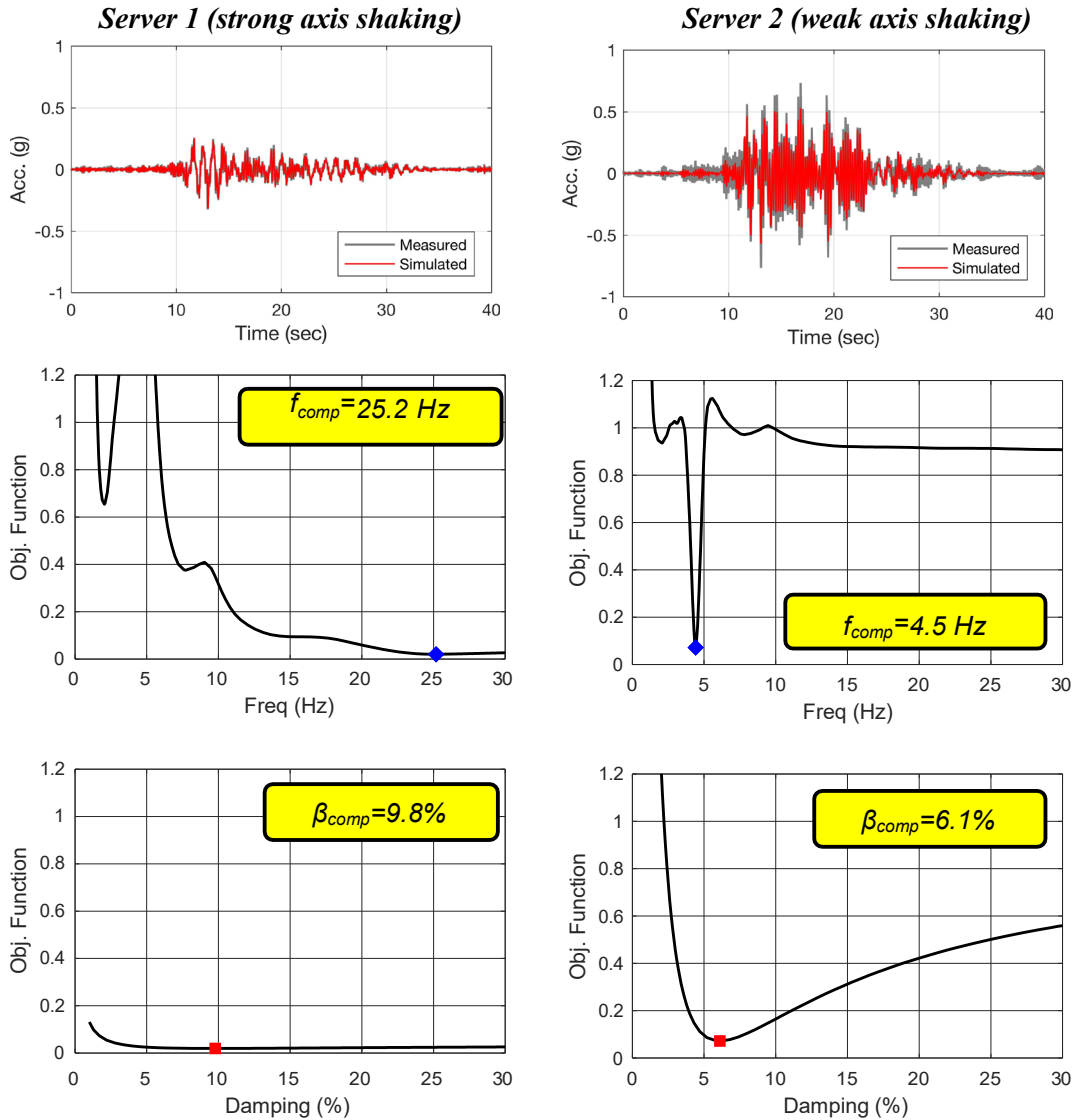 Server 1 (strong axis shaking)
Server 2 (weak axis shaking)
Acc. (g)
1
0.5
0
-0.5
-1
Measured
Simulated
0 10 20 30 40
Time (sec)
Acc. (g)
1
0.5
0
-0.5
-1
Measured
Simulated
0 10 20 30 40
Time (sec)
Obj. Function
1.2
1
0.8
0.6
0.4
0.2
0
fcomp=25.2 Hz
0 5 10 15 20 25 30
Freq (Hz)
Obj. Function
1.2
1
0.8
0.6
0.4
0.2
0
fcomp=4.5 Hz
0 5 10 15 20 25 30
Freq (Hz)
Obj. Function
1.2
1
0.8
0.6
0.4
0.2
0
βcomp=9.8%
0 5 10 15 20 25 30
Damping (%)
Obj. Function
1.2
1
0.8
0.6
0.4
0.2
0
βcomp=6.1%
0 5 10 15 20 25 30
Damping (%)